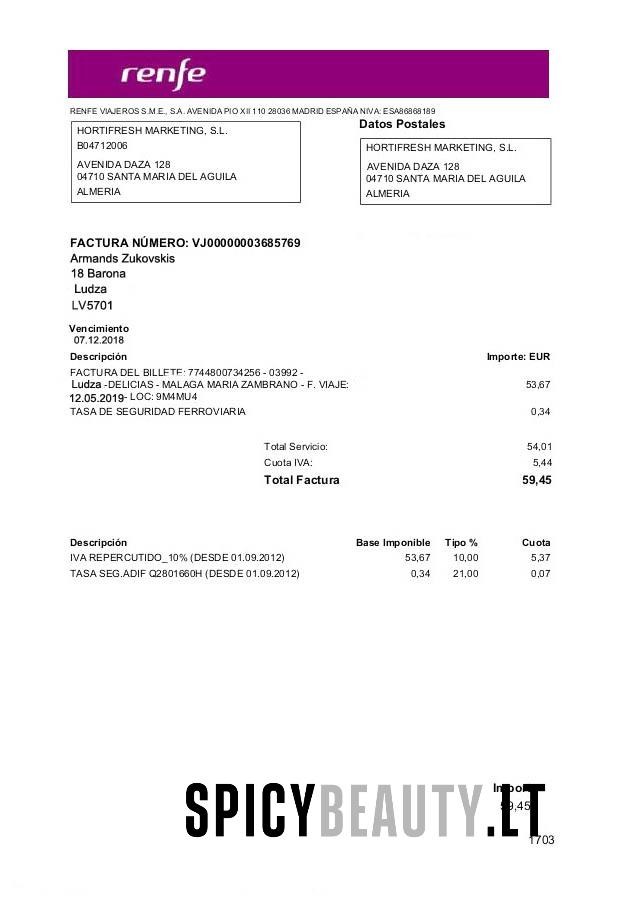 renfe
RENFE VIAJEROS S.M.E., S.A. AVENIDA PIO XII 110 28036 MADRID ESPAÑA NIVA: ESA86868189
HORTIFRESH MARKETING, S.L.
B04712006
AVENIDA DAZA 128
04710 SANTA MARIA DEL AGUILA
ALMERIA
Datos Postales
HORTIFRESH MARKETING, S.L.
AVENIDA DAZA 128
04710 SANTA MARIA DEL AGUILA
ALMERIA
FACTURA NÚMERO: VJ00000003685769
Armands Zukovskis
18 Barona
Ludza
LV5701
Vencimiento
07.12.2018
Descripción Importe: EUR
FACTURA DEL BILLETE: 7744800734256 - 03992 -
Ludza -DELICIAS - MALAGA MARIA ZAMBRANO - F. VIAJE: 53,67
12.05.2019- LOC: 9M4MU4
TASA DE SEGURIDAD FERROVIARIA 0,34
Total Servicio: 54,01
Cuota IVA: 5,44
Total Factura 59,45
Descripción Base Imponible Tipo % Cuota
IVA REPERCUTIDO_10% (DESDE 01.09.2012) 53,67 10,00 5,37
TASA SEG.ADIF Q2801660H (DESDE 01.09.2012) 0,34 21,00 0,07
SPICYBEAUTY.LT
1703